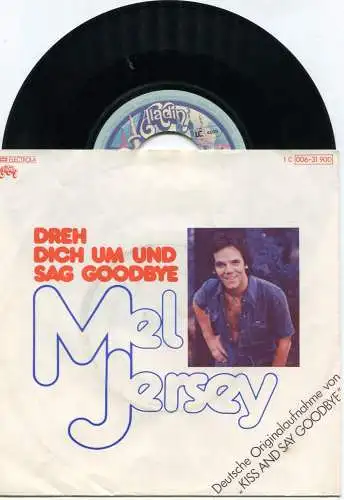 Aladin
EMI ELECTROLA
1 C 006-31 900
DREH
DICH UM UND
SAG GOODBYE
Mel
Jersey
Deutsche Originalaufnahme von
„KISS AND SAY GOODBYE"